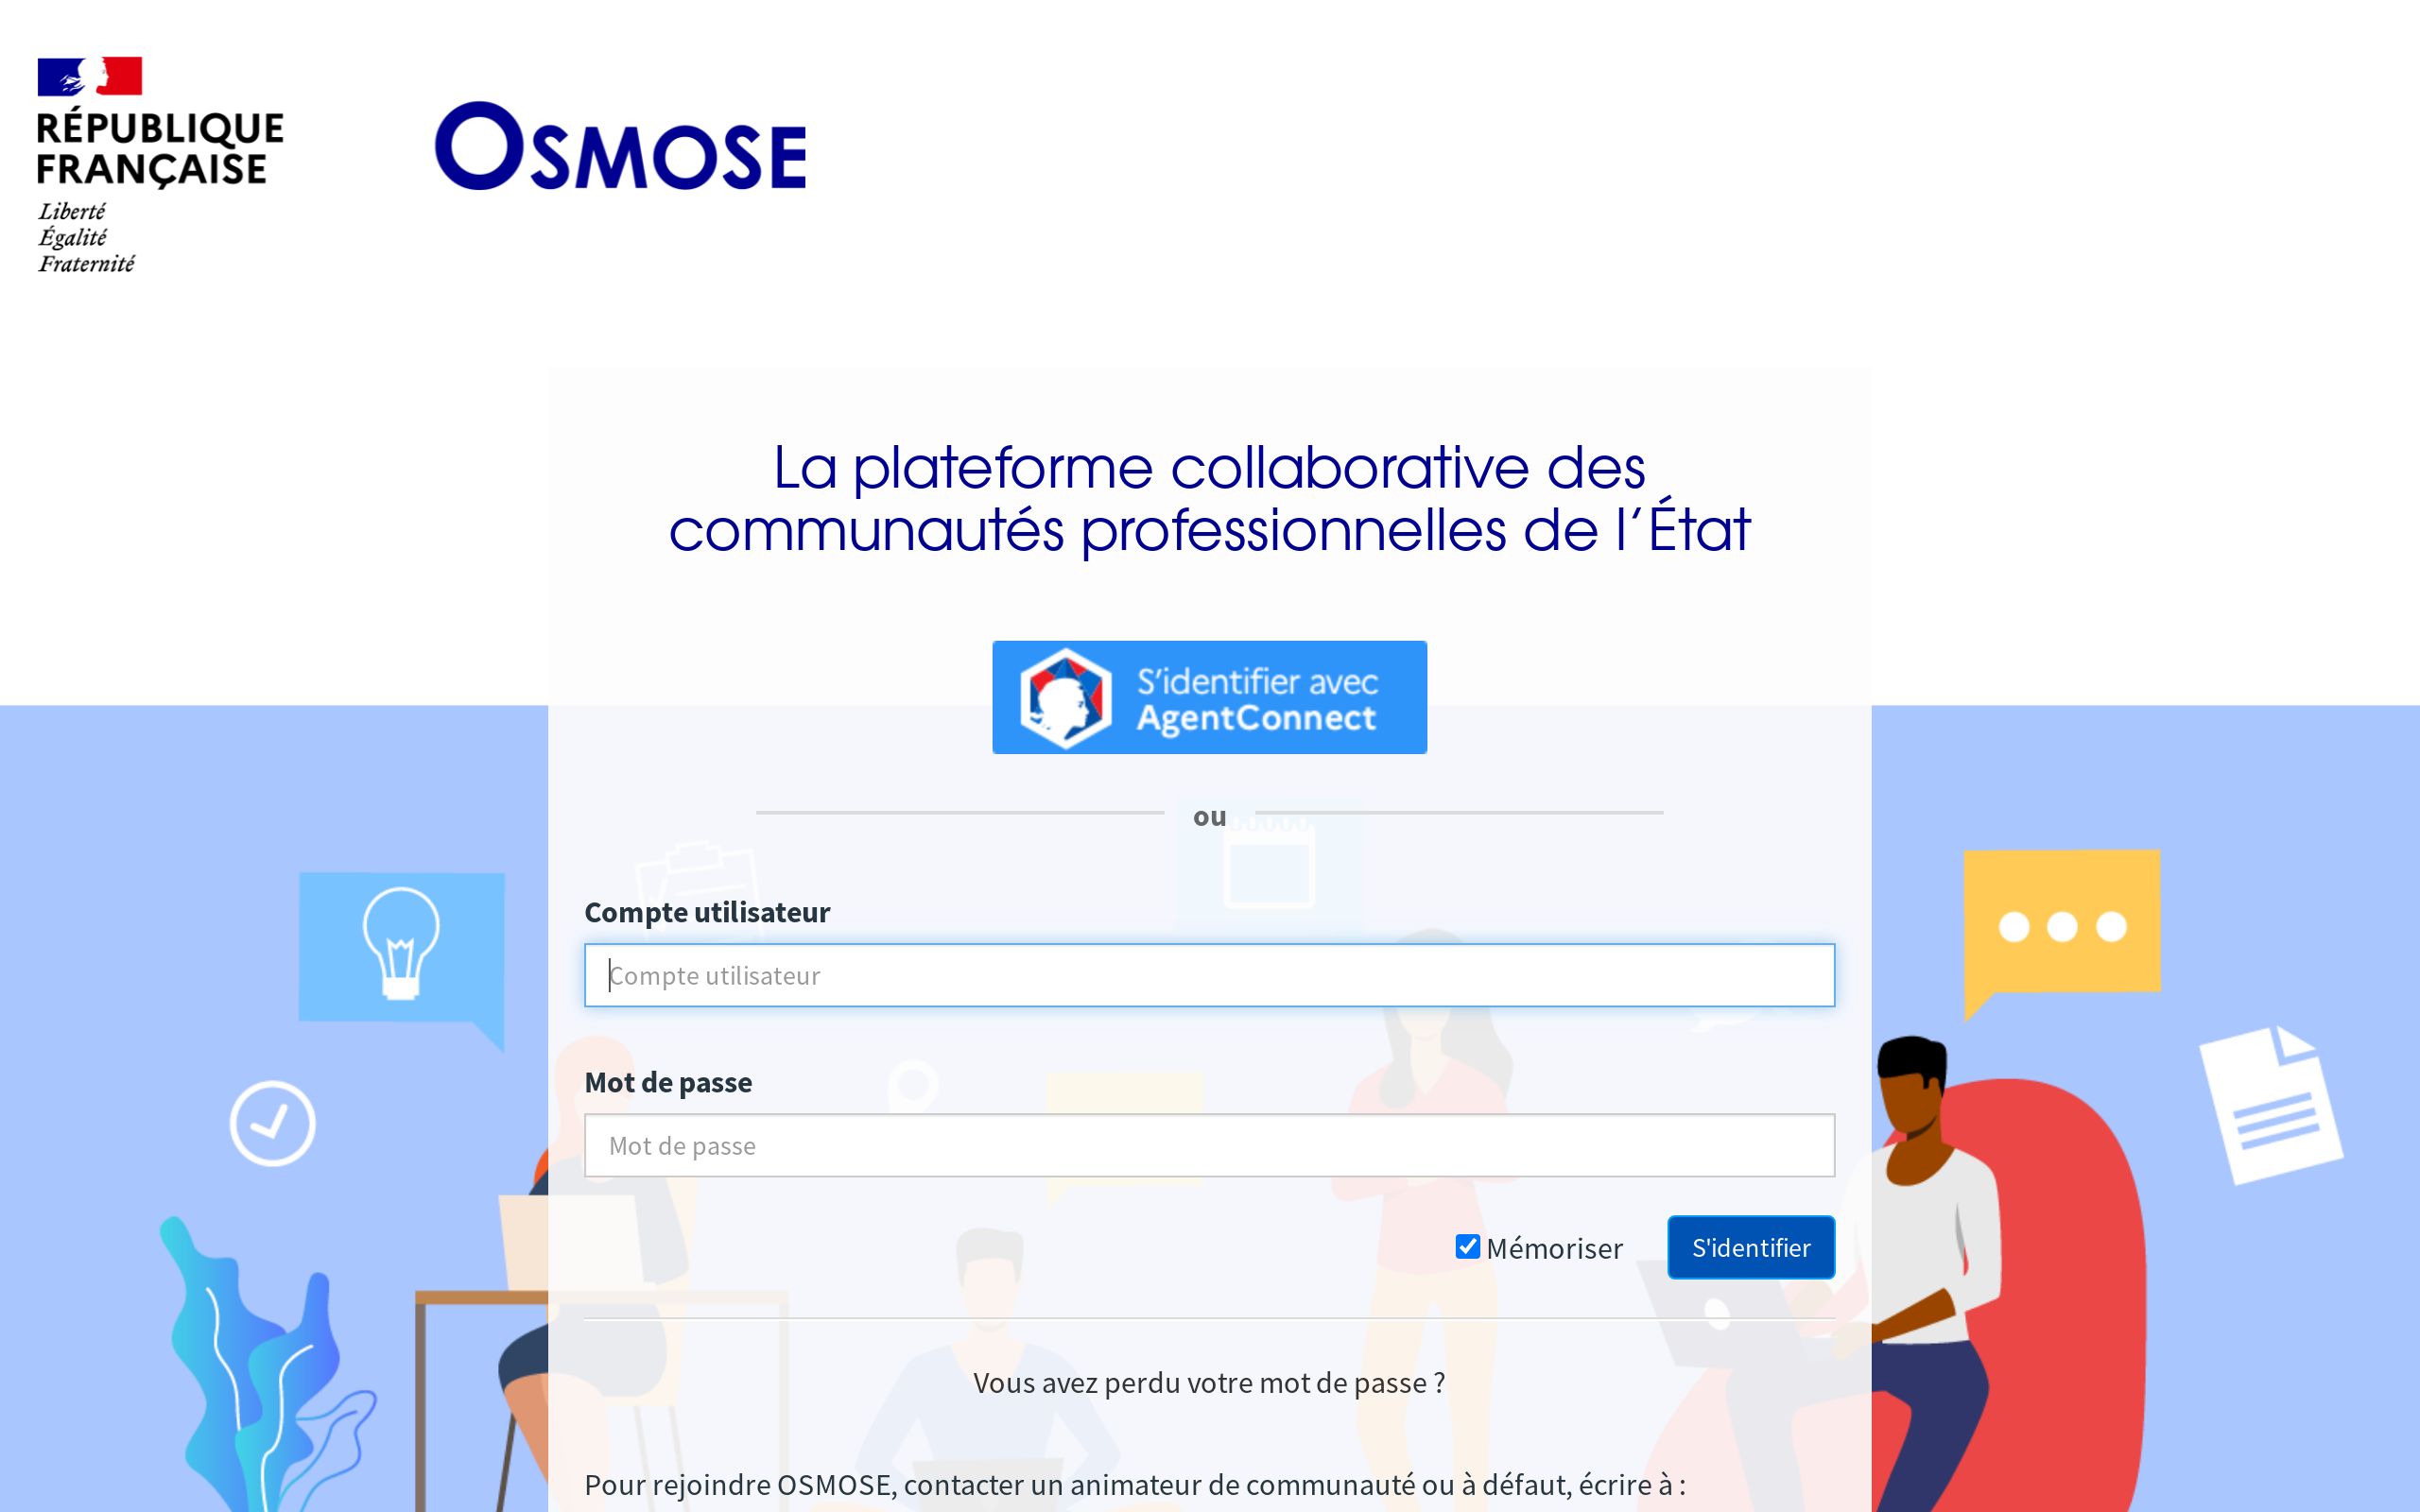 RÉPUBLIQUE
FRANÇAISE
Liberté
Égalité
Fraternité
OSMOSE
La plateforme collaborative des
communautés professionnelles de l’État
S’identifier avec
AgentConnect
ou
Compte utilisateur
Compte utilisateur
Mot de passe
Mot de passe
Mémoriser
S'identifier
Vous avez perdu votre mot de passe ?
Pour rejoindre OSMOSE, contacter un animateur de communauté ou à défaut, écrire à :